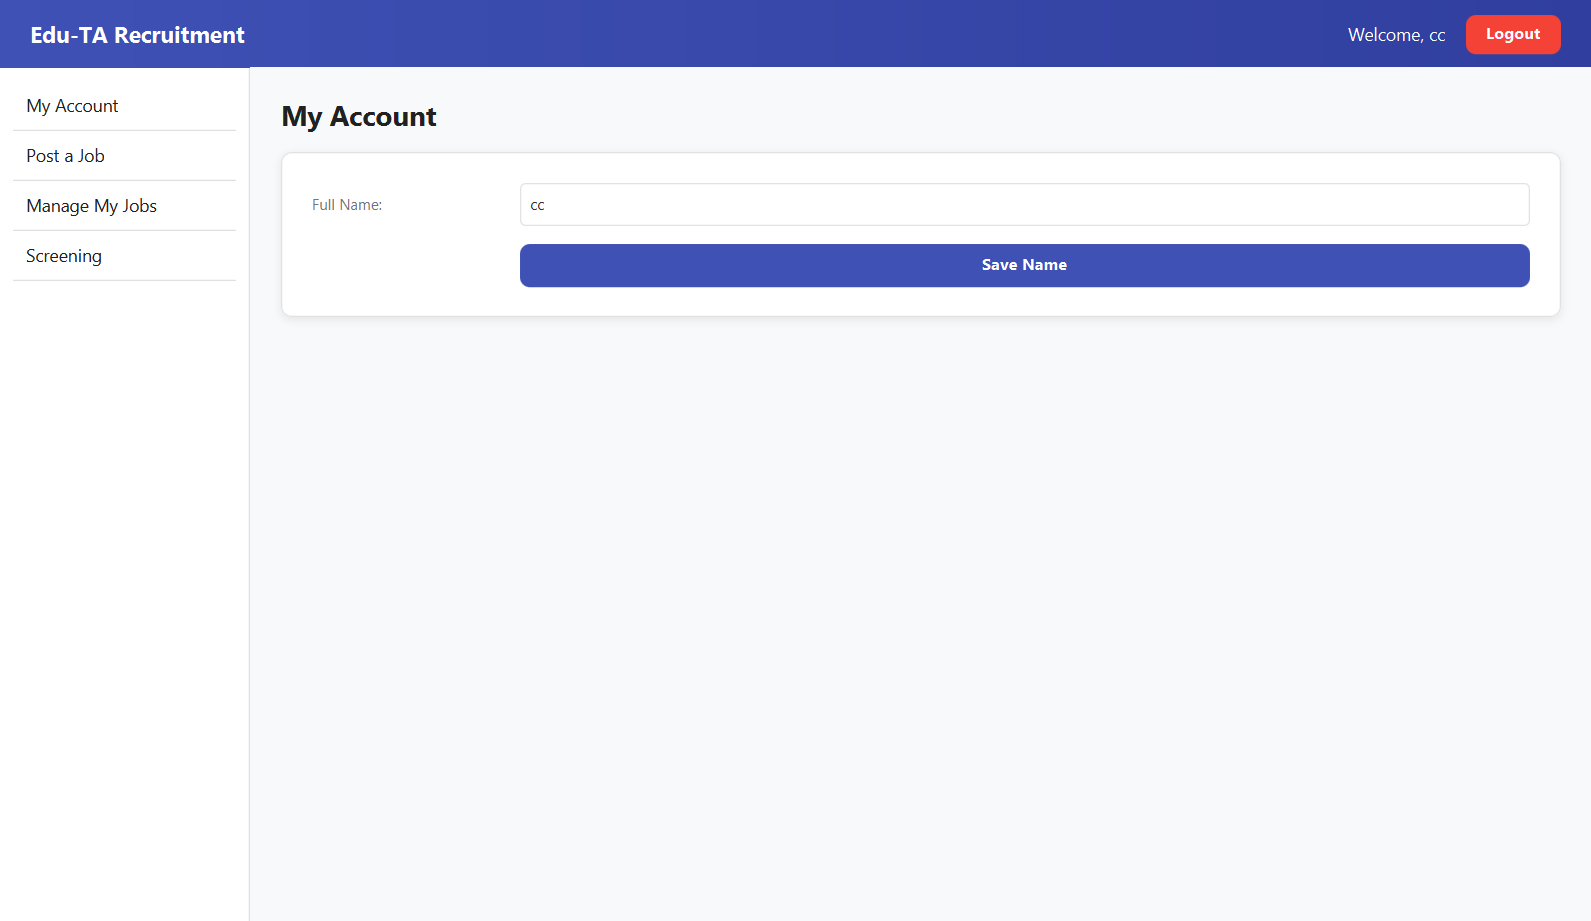 Edu-TA Recruitment
Welcome, cc
Logout
My Account
Post a Job
Manage My Jobs
Screening
My Account
Full Name:
cc
Save Name